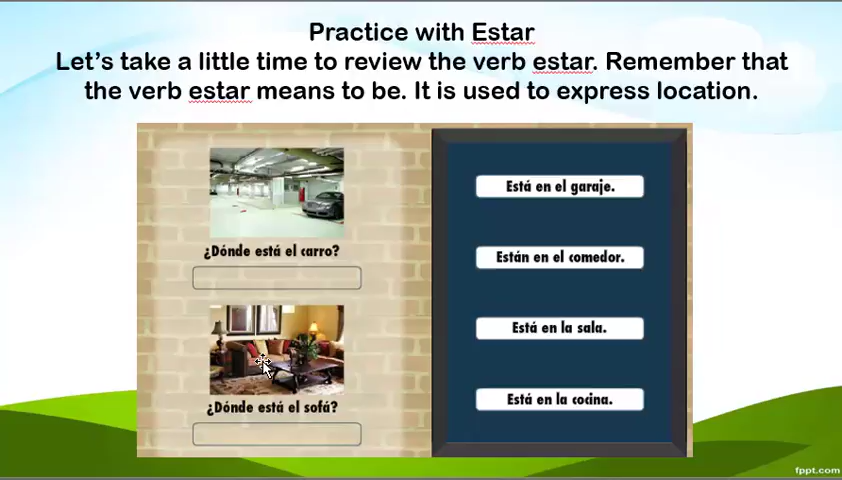 Practice with Estar
Let's take a little time to review the verb estar. Remember that
the verb estar means to be. It is used to express location.
¿Dónde está el carro?
¿Dónde está el sofá?
Está en el garaje.
Están en el comedor.
Está en la sala.
Está en la cocina.
fppt.com